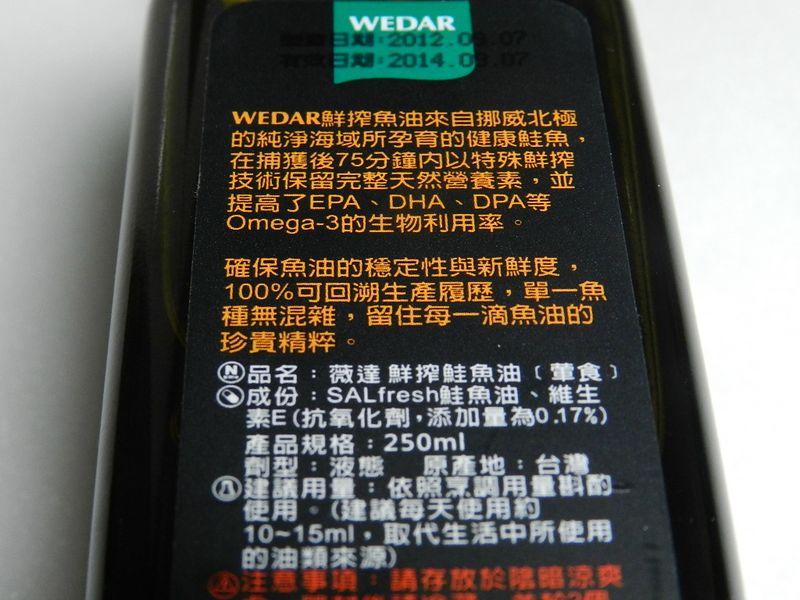 WEDAR
製造日期:2012.09.07
有效日期:2014.09.07
WEDAR鮮搾魚油來自挪威北極
的純淨海域所孕育的健康鮭魚，
在捕獲後75分鐘內以特殊鮮搾
技術保留完整天然營養素，並
提高了EPA、DHA、DPA等
Omega-3的生物利用率。
確保魚油的穩定性與新鮮度，
100%可回溯生產履歷，單一魚
種無混雜，留住每一滴魚油的
珍貴精粹。
品名：薇達 鮮搾鮭魚油﹝葷食﹞
成份：SALfresh鮭魚油、維生
素E(抗氧化劑，添加量為0.17%)
產品規格：250ml
劑型：液態 原產地：台灣
建議用量：依照烹調用量斟酌
使用。(建議每天使用約
10~15ml，取代生活中所使用
的油類來源)
注意事項：請存放於陰暗涼爽